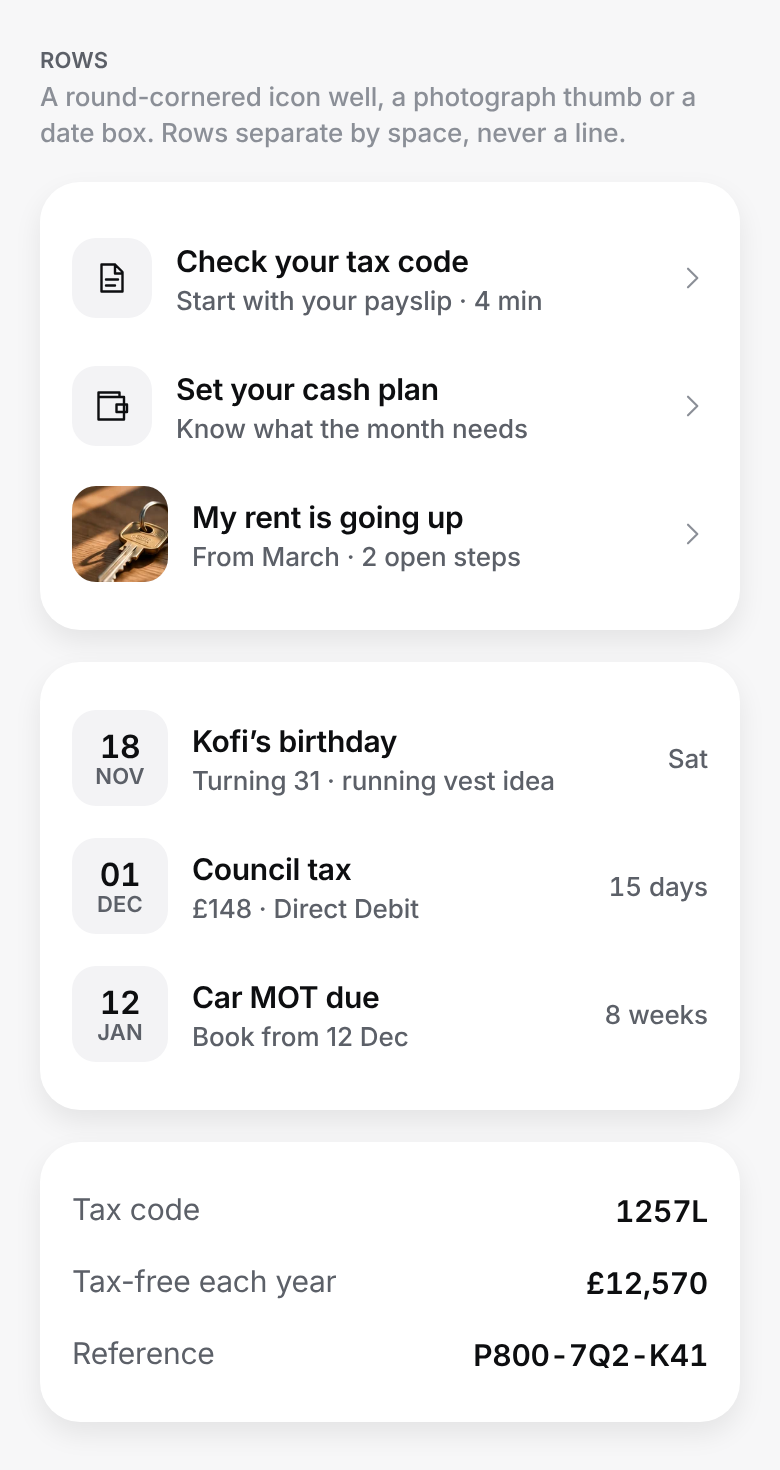 ROWS
A round-cornered icon well, a photograph thumb or a
date box. Rows separate by space, never a line.
Check your tax code
Start with your payslip · 4 min
Set your cash plan
Know what the month needs
My rent is going up
From March · 2 open steps
18
NOV
Kofi’s birthday
Turning 31 · running vest idea
Sat
01
DEC
Council tax
£148 · Direct Debit
15 days
12
JAN
Car MOT due
Book from 12 Dec
8 weeks
Tax code 1257L
Tax-free each year £12,570
Reference P800-7Q2-K41